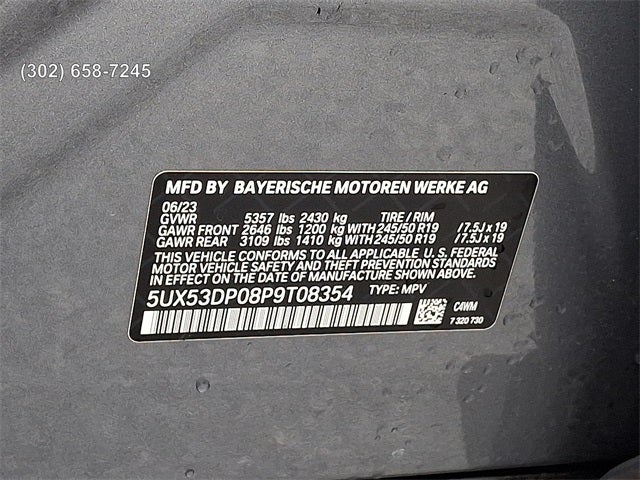 (302) 658-7245
MFD BY BAYERISCHE MOTOREN WERKE AG
06/23
GVWR 5357 lbs 2430 kg TIRE / RIM
GAWR FRONT 2646 lbs 1200 kg WITH 245/50 R19 / 7.5J x 19
GAWR REAR 3109 lbs 1410 kg WITH 245/50 R19 / 7.5J x 19
THIS VEHICLE CONFORMS TO ALL APPLICABLE U.S. FEDERAL
MOTOR VEHICLE SAFETY AND THEFT PREVENTION STANDARDS
IN EFFECT ON THE DATE OF MANUFACTURE SHOWN ABOVE.
5UX53DP08P9T08354 TYPE: MPV
C4WM
7 320 730